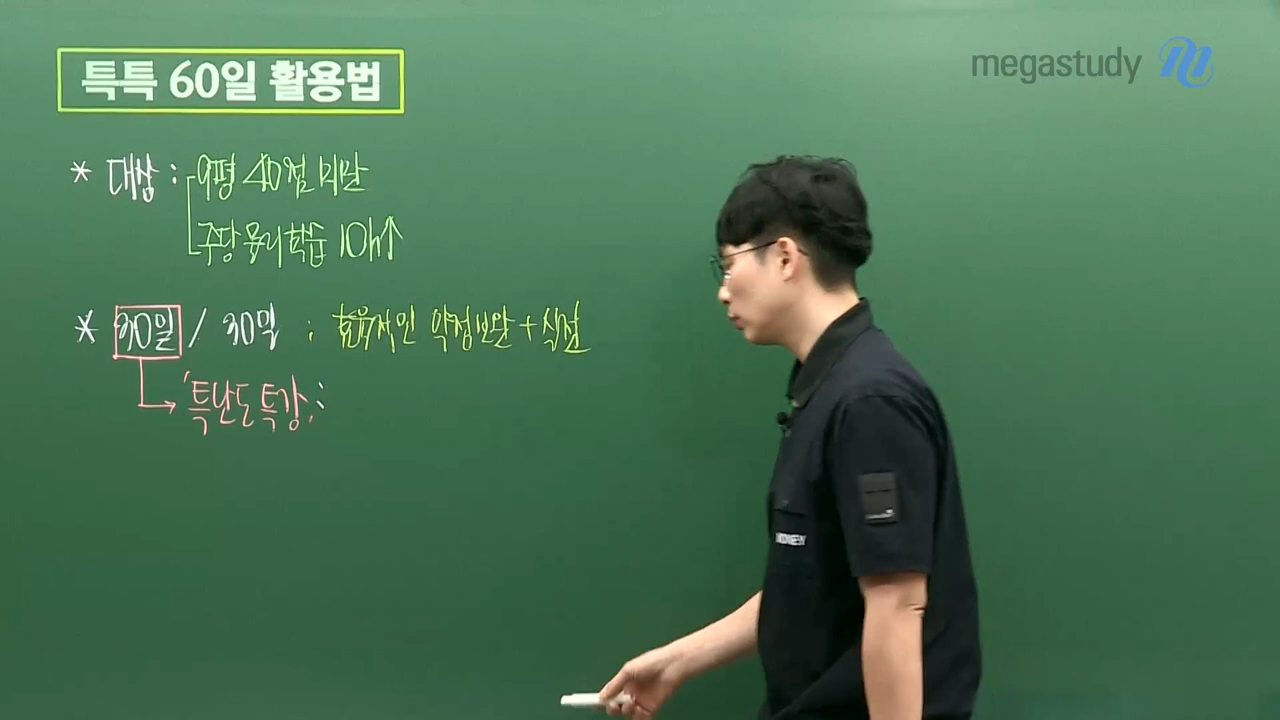 특특 60일 활용법
megastudy
* 대상 : 9평 40점 미만
주당 물리학습 10h↑
* 30일 / 30일 : 효율적인 약점보완 + 실전
→ '특난도 특강' :